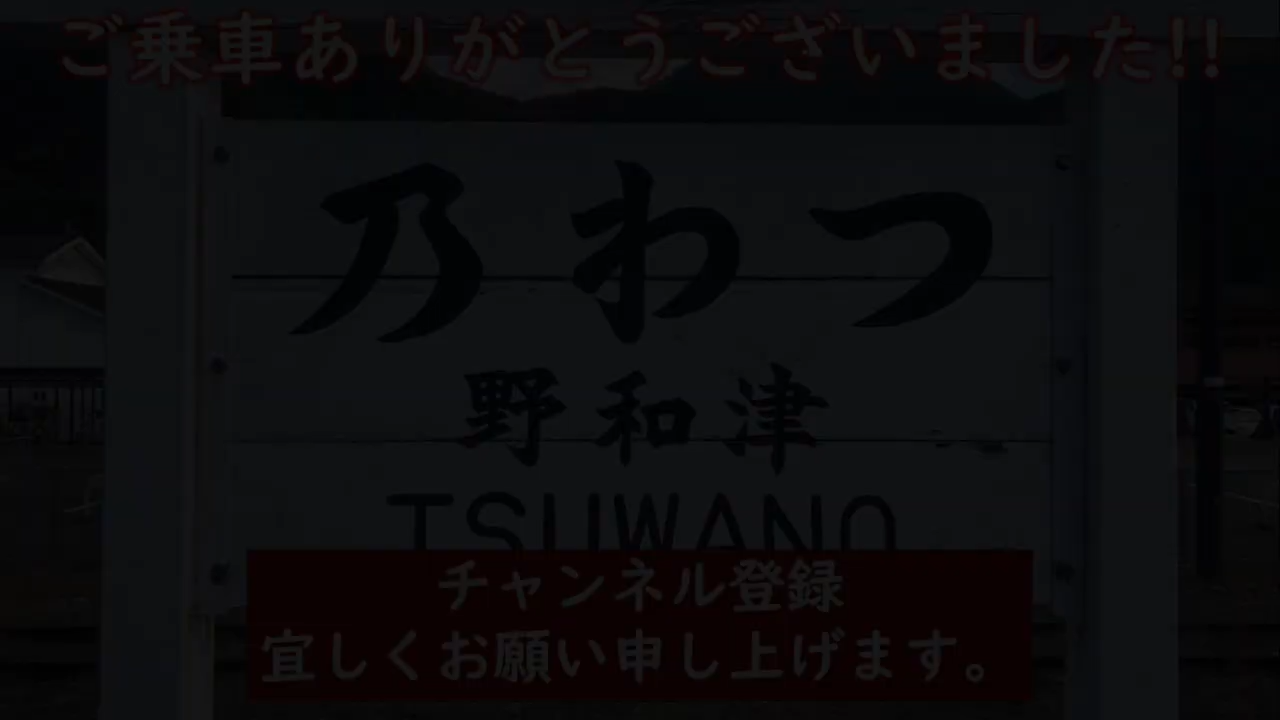 ご乗車ありがとうございました!!
乃わつ
野和津
TSUWANO
チャンネル登録
宜しくお願い申し上げます。